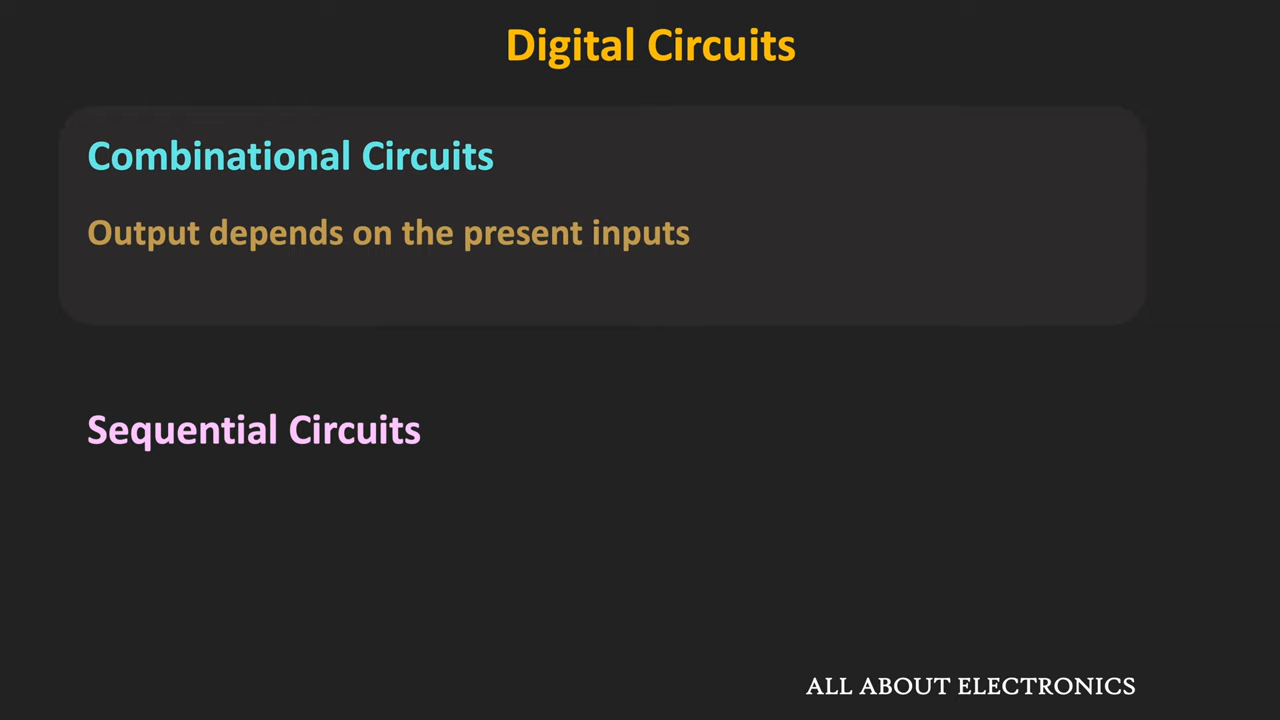 Digital Circuits
Combinational Circuits
Output depends on the present inputs
Sequential Circuits
ALL ABOUT ELECTRONICS